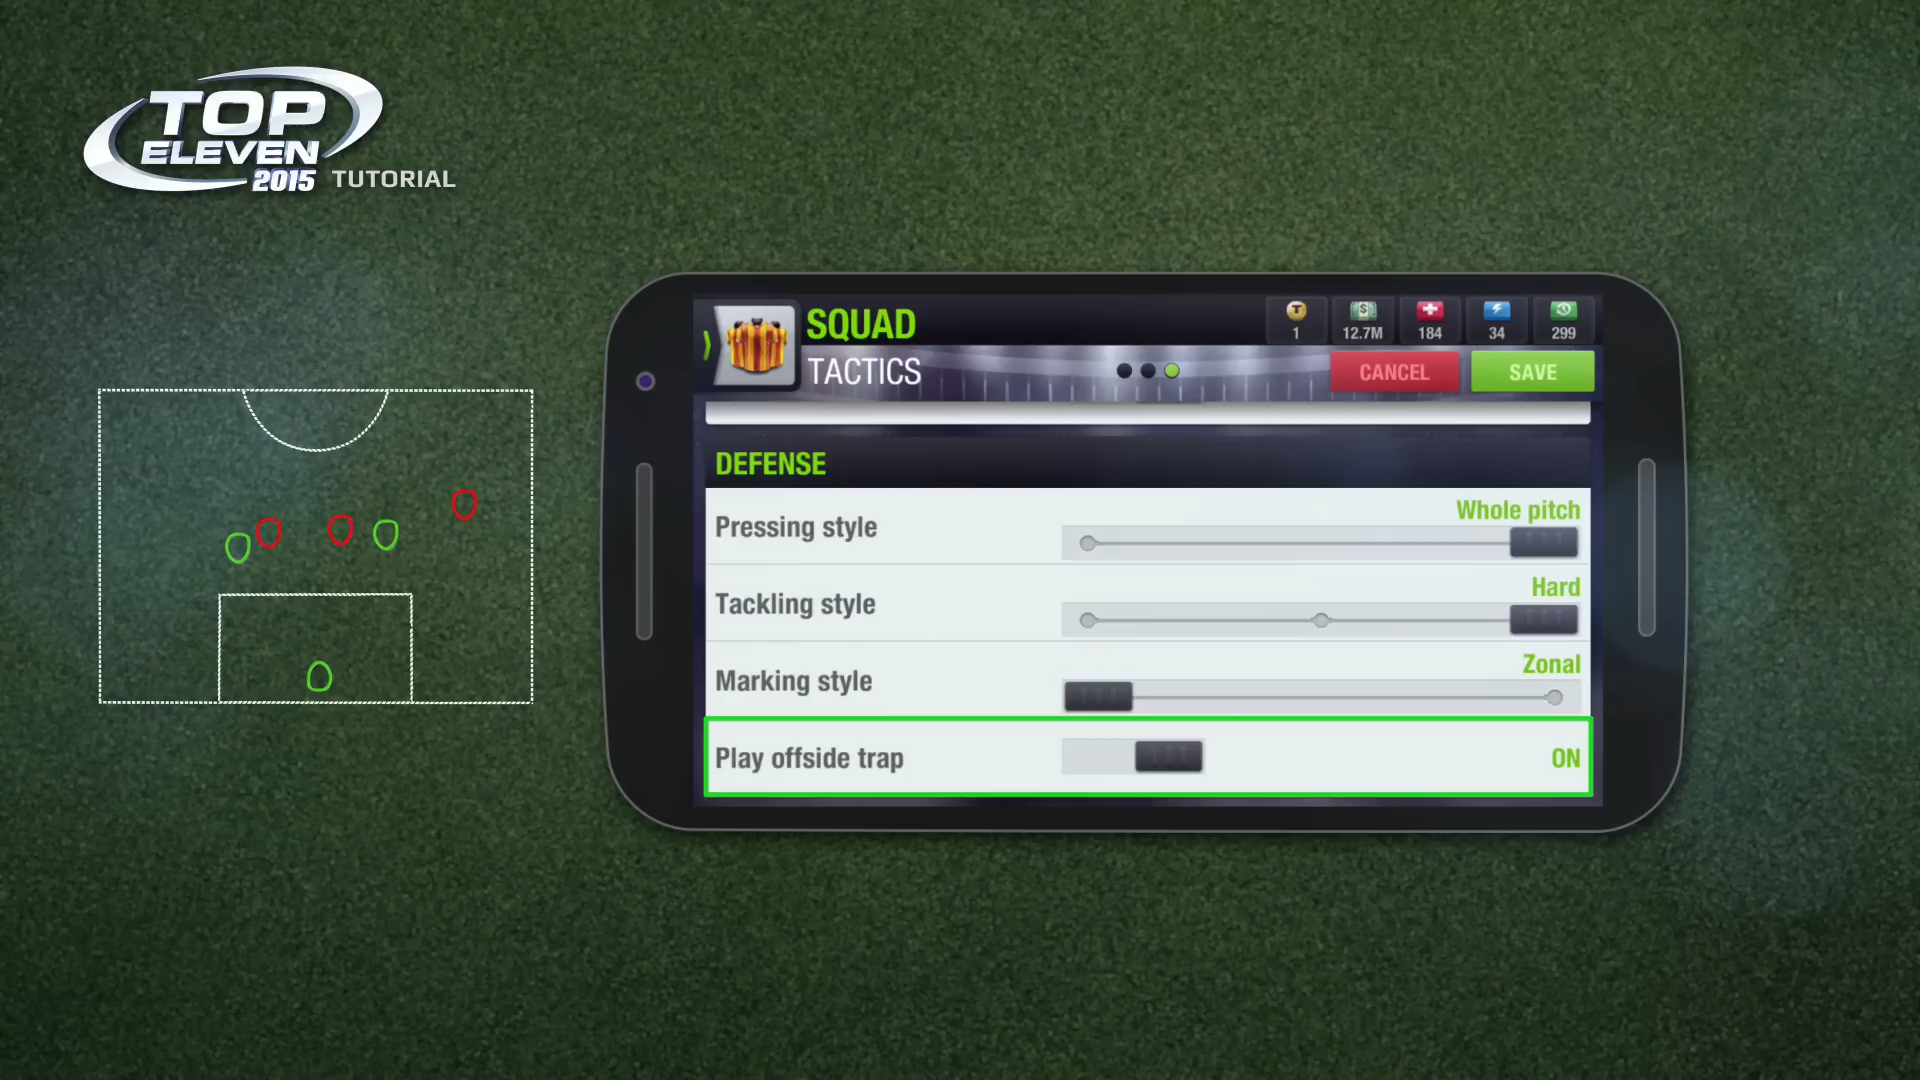 TOP
ELEVEN
2015 TUTORIAL
SQUAD
TACTICS
1
12.7M
184
34
299
CANCEL
SAVE
DEFENSE
Pressing style
Whole pitch
Tackling style
Hard
Marking style
Zonal
Play offside trap
ON